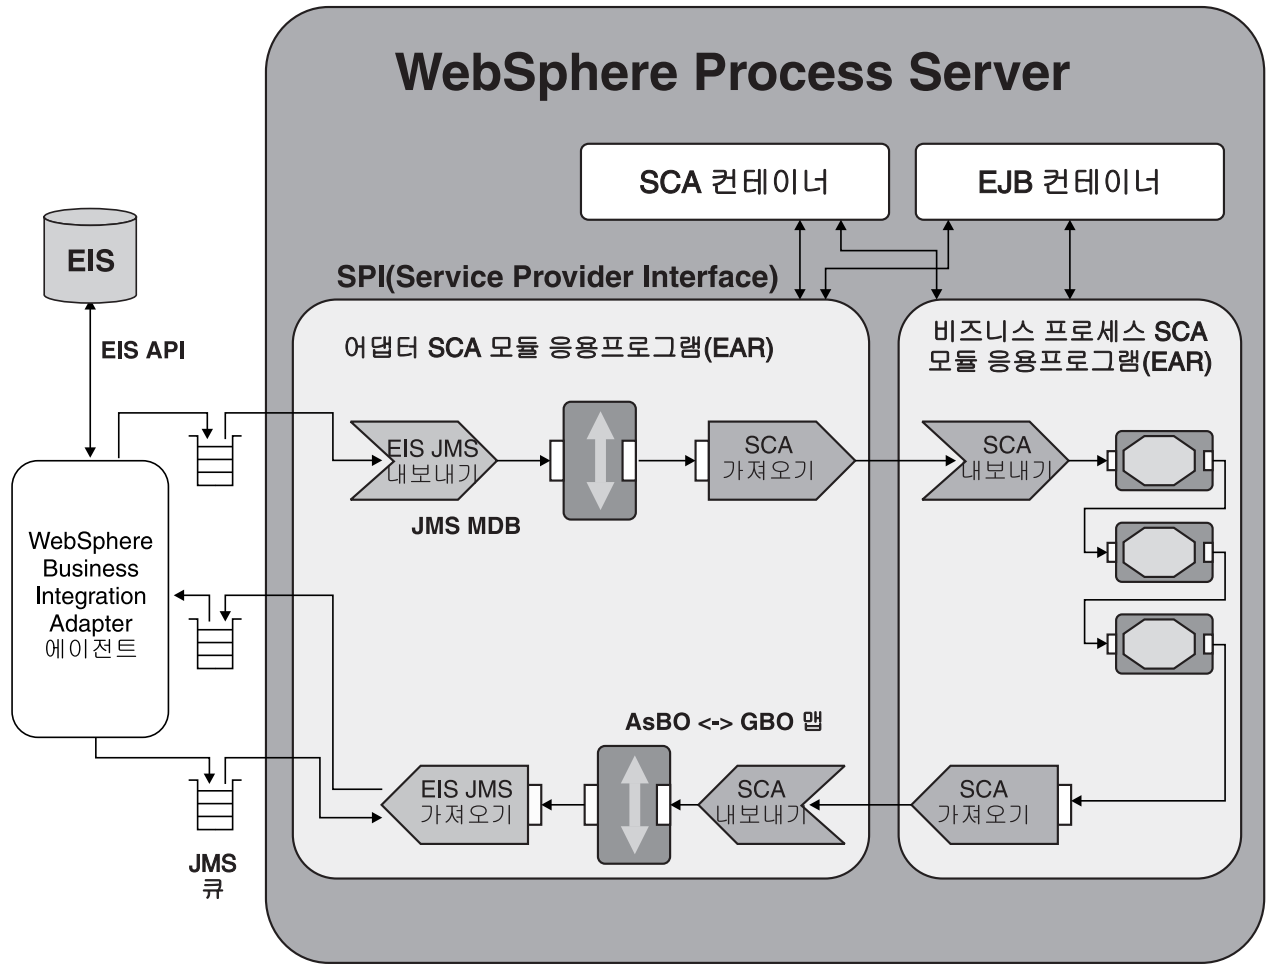 WebSphere Process Server
SCA 컨테이너
EJB 컨테이너
EIS
SPI(Service Provider Interface)
EIS API
어댑터 SCA 모듈 응용프로그램(EAR)
비즈니스 프로세스 SCA
모듈 응용프로그램(EAR)
EIS JMS
내보내기
SCA
가져오기
SCA
내보내기
JMS MDB
WebSphere
Business
Integration
Adapter
에이전트
AsBO <-> GBO 맵
EIS JMS
가져오기
SCA
내보내기
SCA
가져오기
JMS
큐